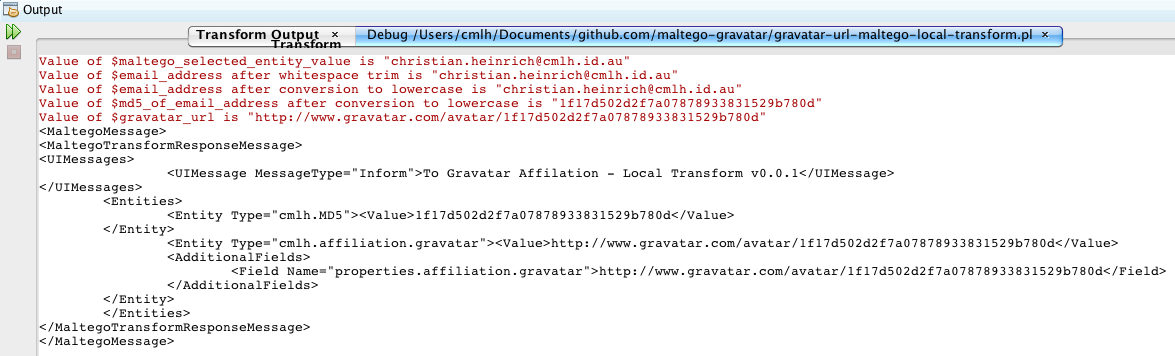 Output
Transform Output × Debug /Users/cmlh/Documents/github.com/maltego-gravatar/gravatar-url-maltego-local-transform.pl ×
Transform
Value of $maltego_selected_entity_value is "christian.heinrich@cmlh.id.au"
Value of $email_address after whitespace trim is "christian.heinrich@cmlh.id.au"
Value of $email_address after conversion to lowercase is "christian.heinrich@cmlh.id.au"
Value of $md5_of_email_address after conversion to lowercase is "1f17d502d2f7a07878933831529b780d"
Value of $gravatar_url is "http://www.gravatar.com/avatar/1f17d502d2f7a07878933831529b780d"
<MaltegoMessage>
<MaltegoTransformResponseMessage>
<UIMessages>
<UIMessage MessageType="Inform">To Gravatar Affilation - Local Transform v0.0.1</UIMessage>
</UIMessages>
<Entities>
<Entity Type="cmlh.MD5"><Value>1f17d502d2f7a07878933831529b780d</Value>
</Entity>
<Entity Type="cmlh.affiliation.gravatar"><Value>http://www.gravatar.com/avatar/1f17d502d2f7a07878933831529b780d</Value>
<AdditionalFields>
<Field Name="properties.affiliation.gravatar">http://www.gravatar.com/avatar/1f17d502d2f7a07878933831529b780d</Field>
</AdditionalFields>
</Entity>
</Entities>
</MaltegoTransformResponseMessage>
</MaltegoMessage>